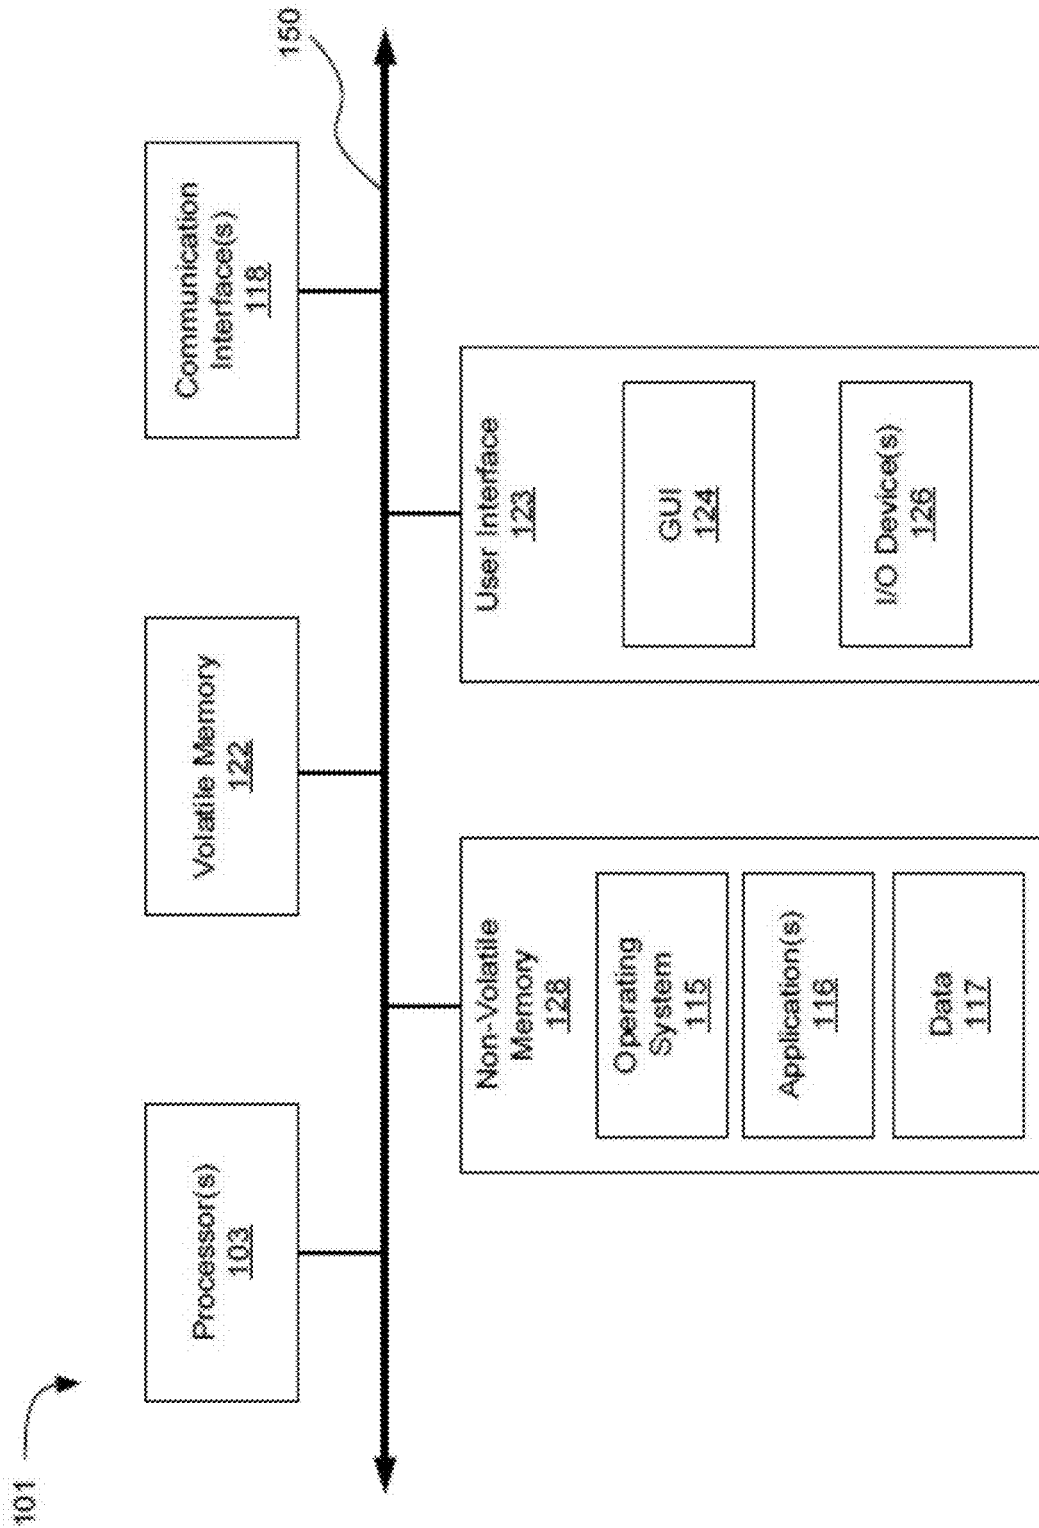 101
Processor(s)
103
Volatile Memory
122
Communication
Interface(s)
118
150
Non-Volatile
Memory
128
Operating
System
115
Application(s)
116
Data
117
User Interface
123
GUI
124
I/O Device(s)
126